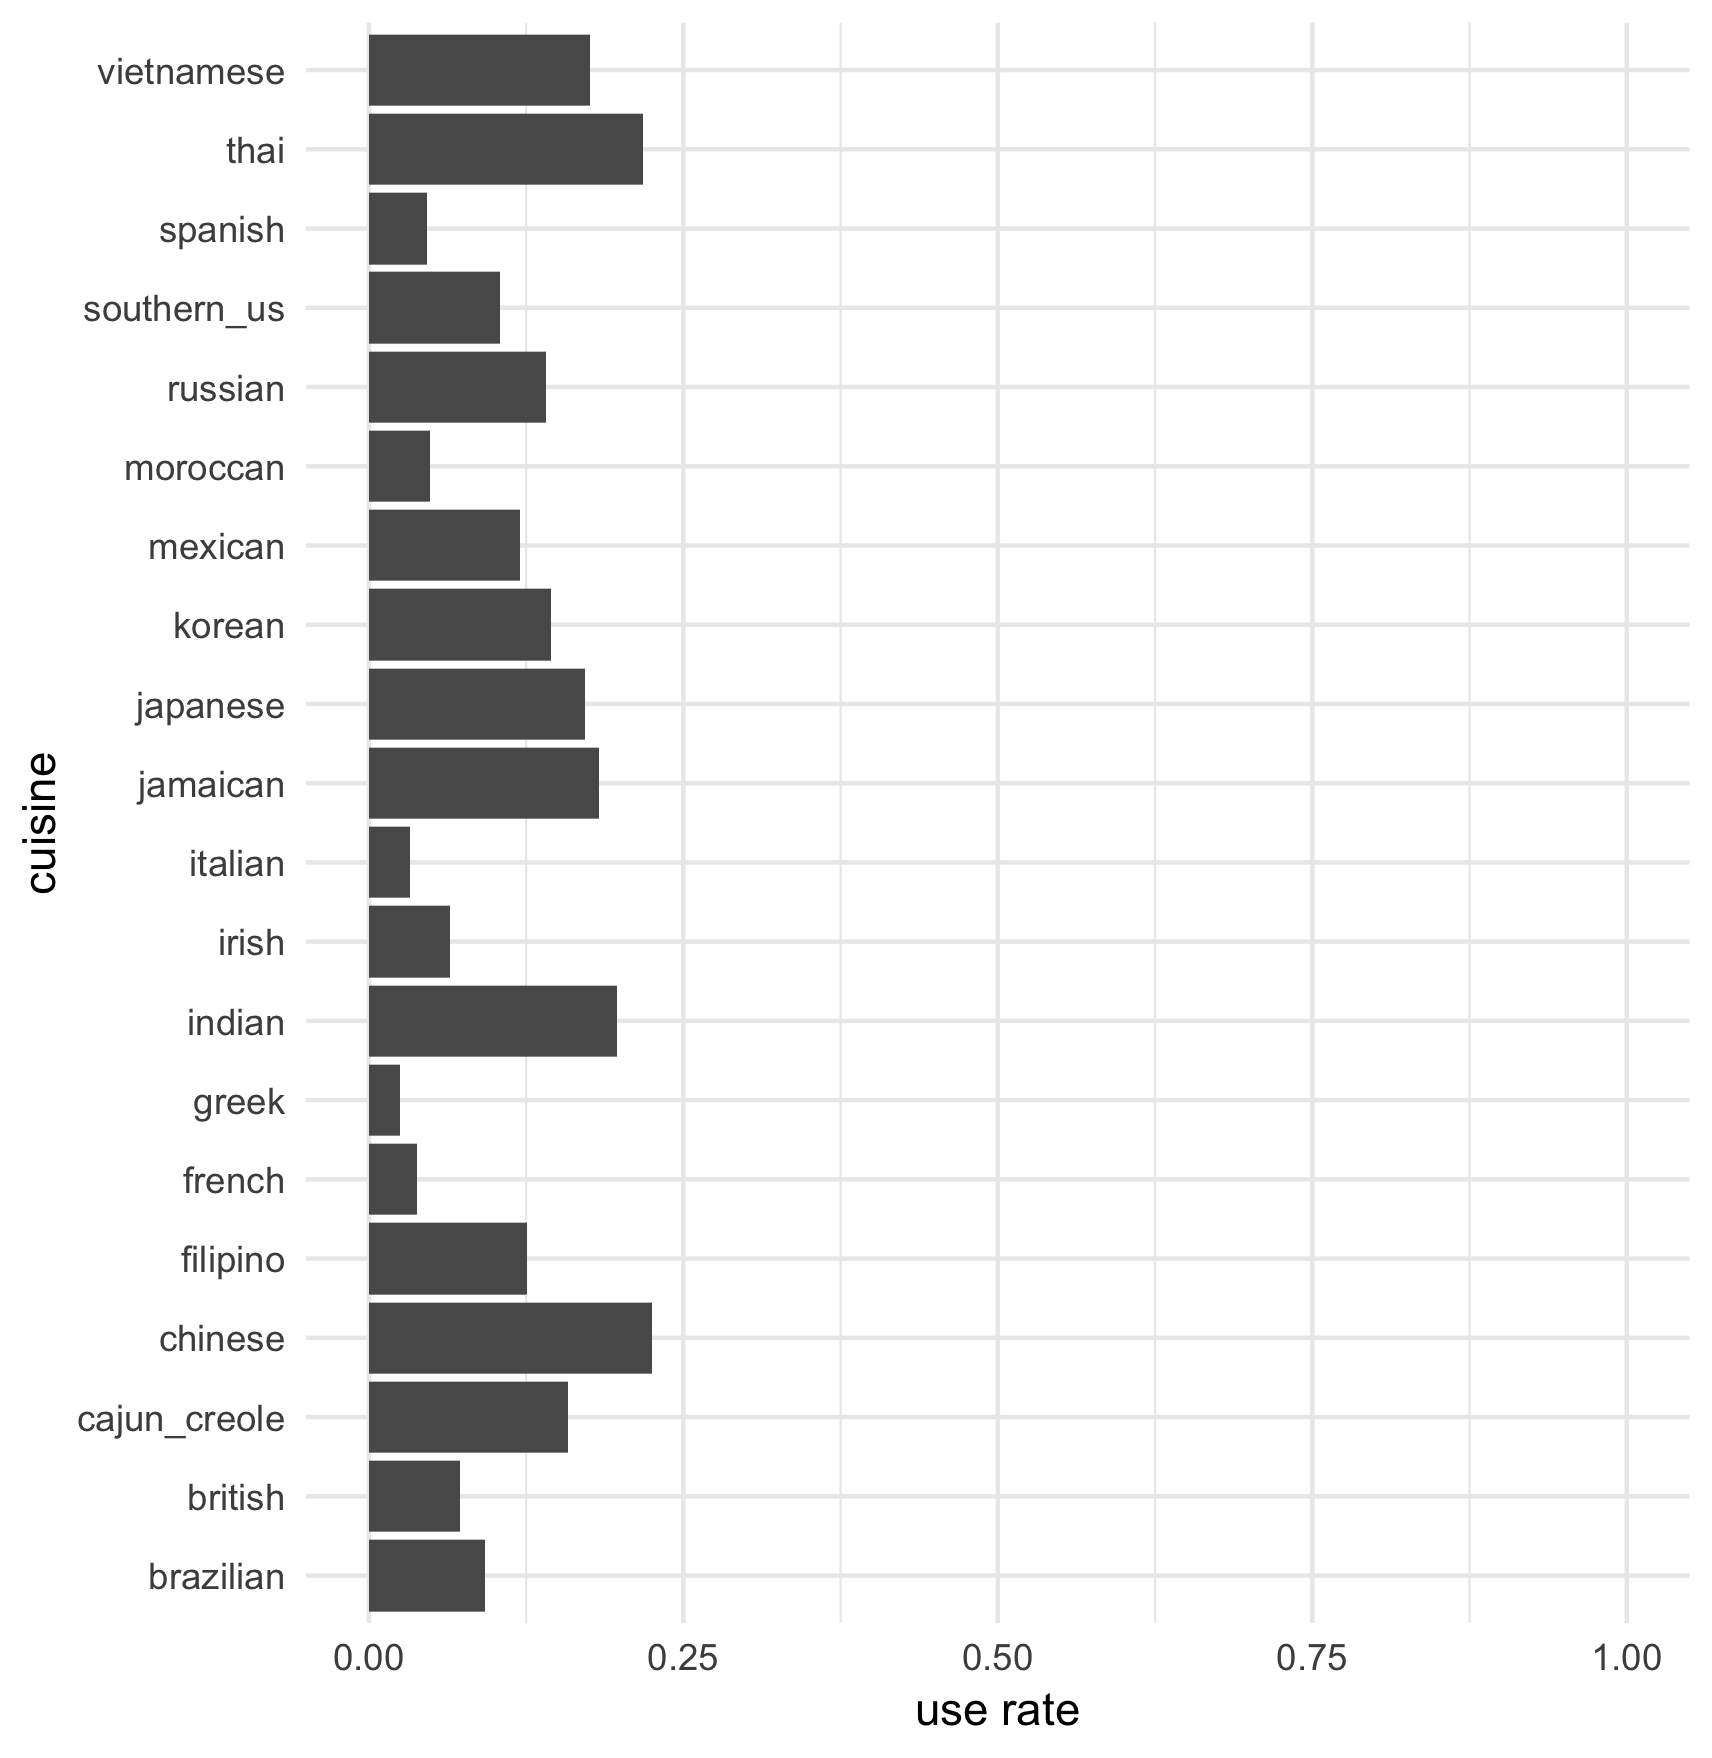 vietnamese
thai
spanish
southern_us
russian
moroccan
mexican
korean
japanese
jamaican
italian
irish
indian
greek
french
filipino
chinese
cajun_creole
british
brazilian
cuisine
0.00 0.25 0.50 0.75 1.00
use rate